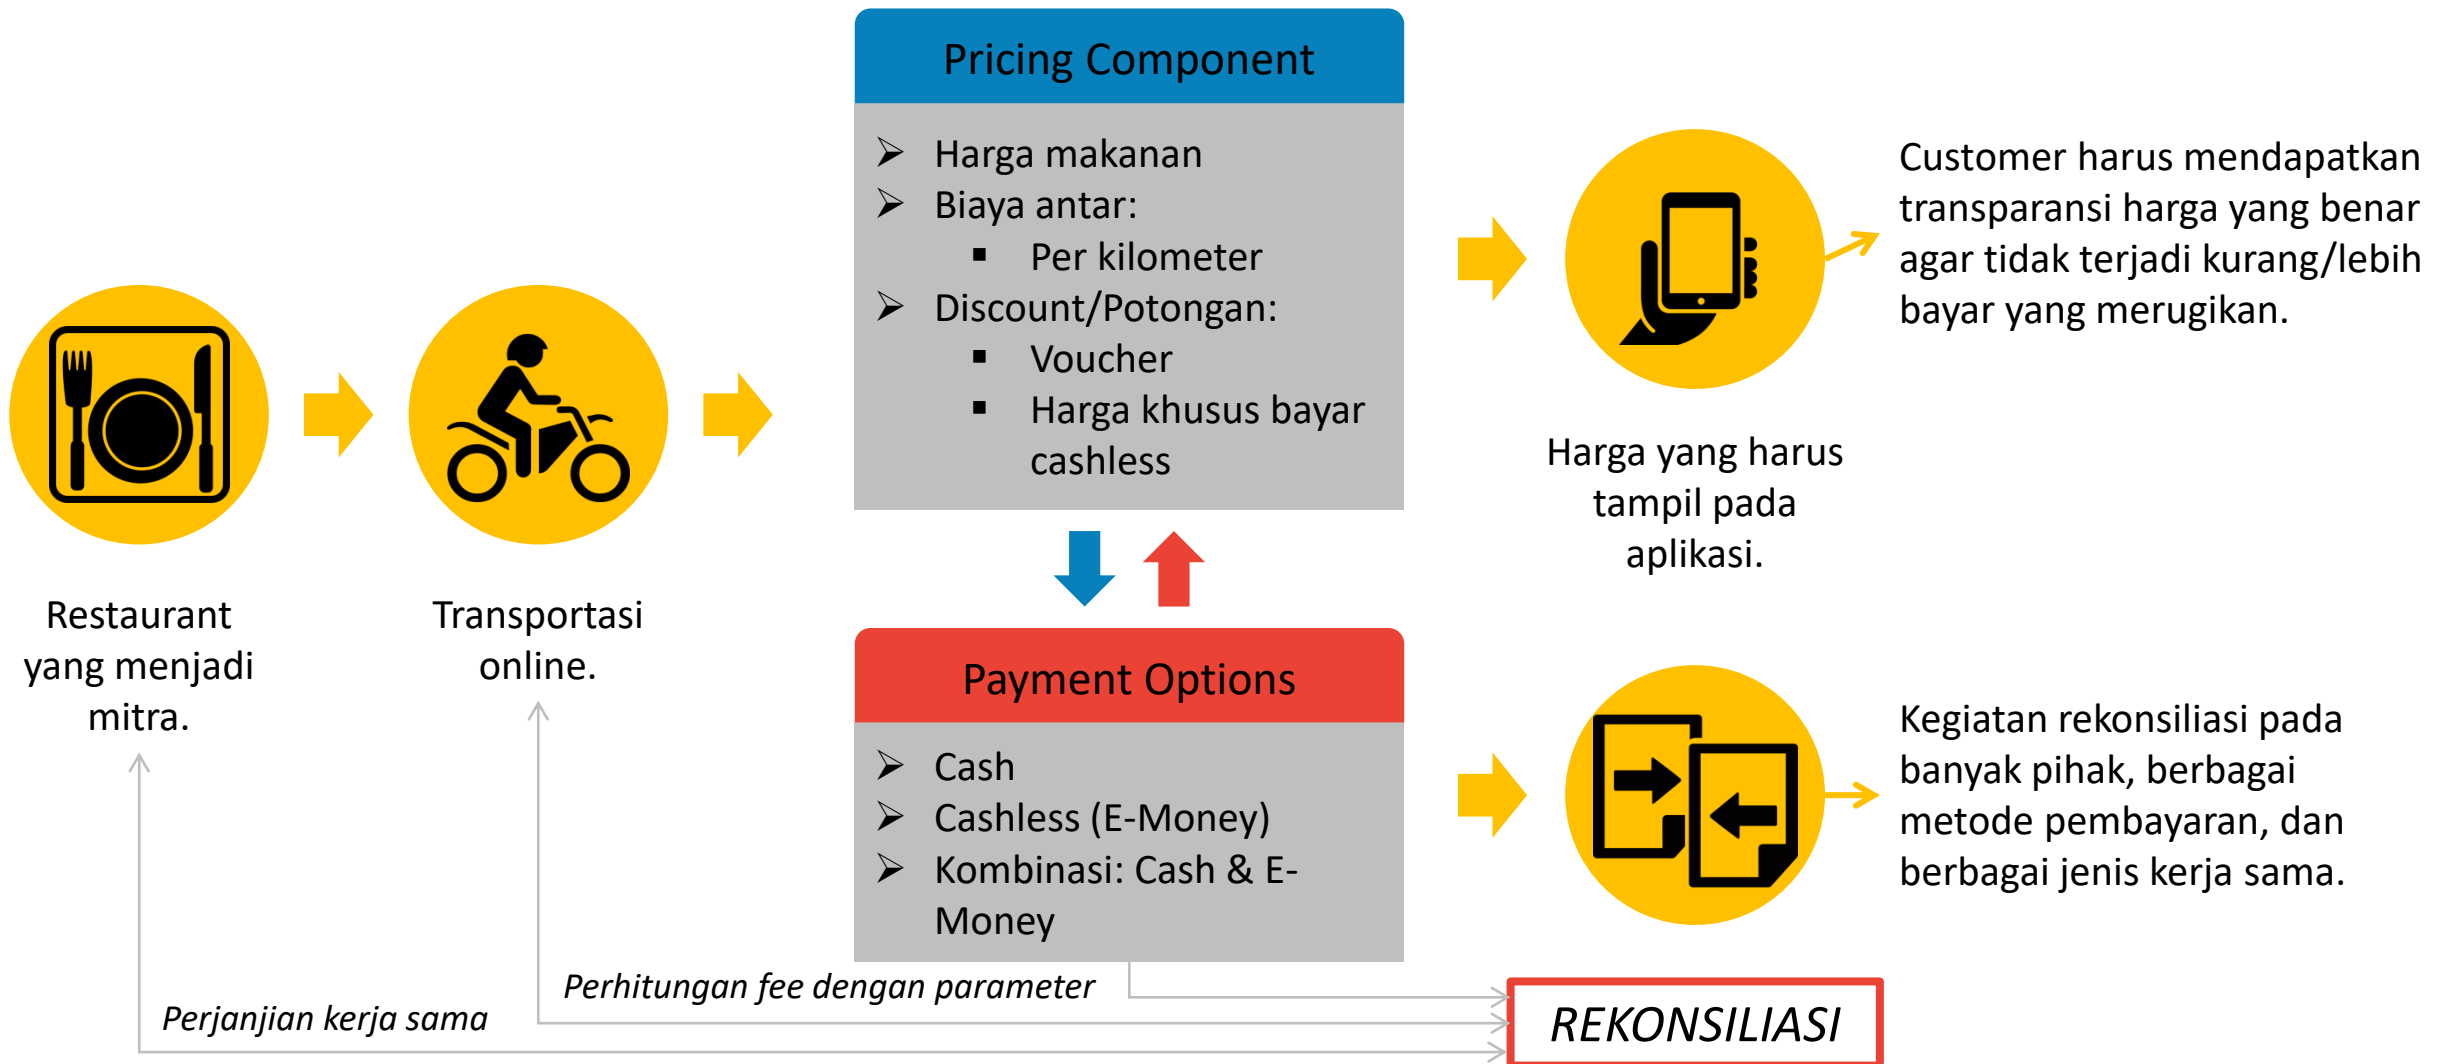 Restaurant
yang menjadi
mitra.
Transportasi
online.
Pricing Component
Harga makanan
Biaya antar:
Per kilometer
Discount/Potongan:
Voucher
Harga khusus bayar
cashless
Harga yang harus
tampil pada
aplikasi.
Customer harus mendapatkan
transparansi harga yang benar
agar tidak terjadi kurang/lebih
bayar yang merugikan.
Payment Options
Cash
Cashless (E-Money)
Kombinasi: Cash & E-
Money
Kegiatan rekonsiliasi pada
banyak pihak, berbagai
metode pembayaran, dan
berbagai jenis kerja sama.
Perhitungan fee dengan parameter
Perjanjian kerja sama
REKONSILIASI